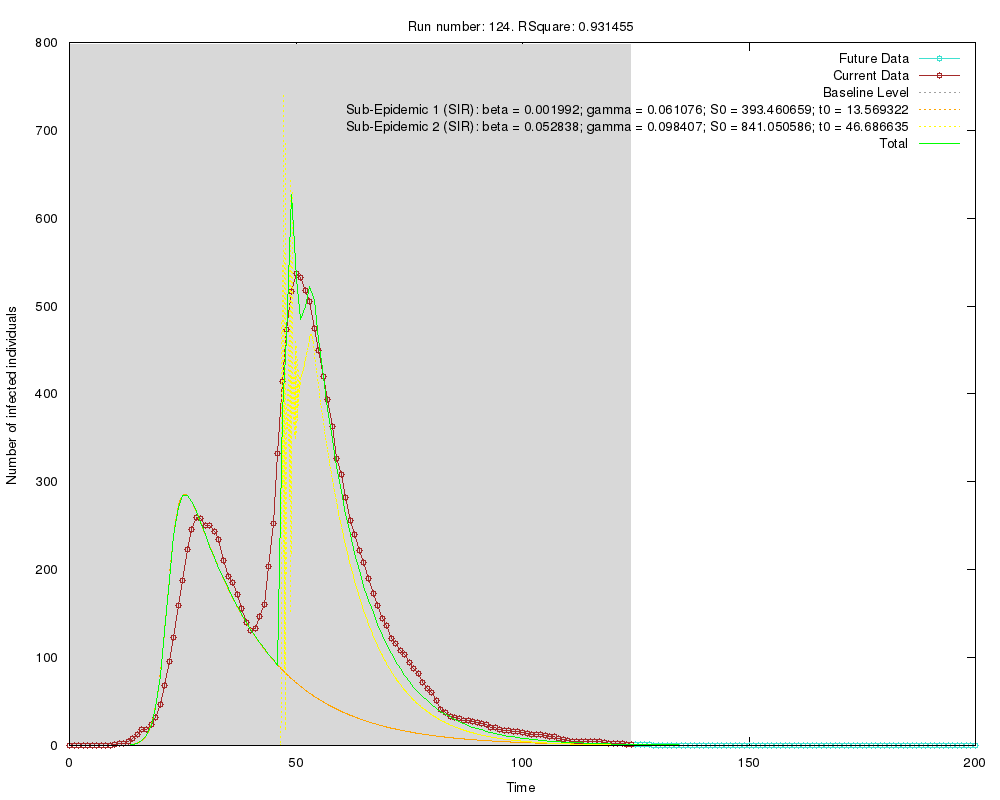 Run number: 124. RSquare: 0.931455
800
700
600
500
400
300
200
100
0
0
50
100
150
200
Number of infected individuals
Time
Future Data
Current Data
Baseline Level
Sub-Epidemic 1 (SIR): beta = 0.001992; gamma = 0.061076; S0 = 393.460659; t0 = 13.569322
Sub-Epidemic 2 (SIR): beta = 0.052838; gamma = 0.098407; S0 = 841.050586; t0 = 46.686635
Total